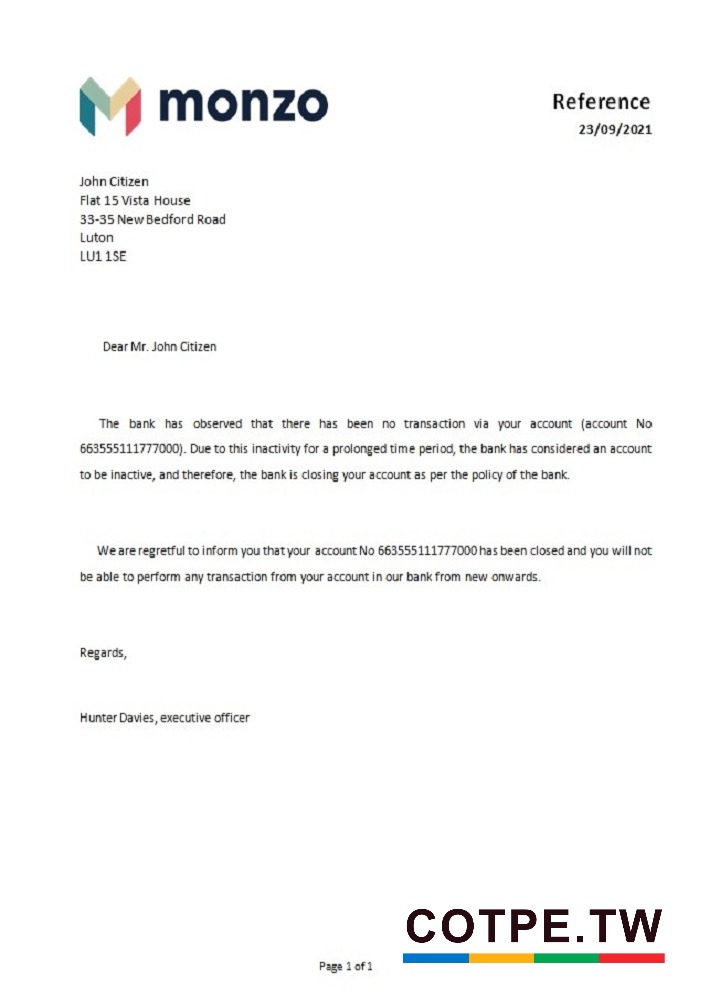 monzo
Reference
23/09/2021
John Citizen
Flat 15 Vista House
33-35 New Bedford Road
Luton
LU1 1SE
Dear Mr. John Citizen
The bank has observed that there has been no transaction via your account (account No
663555111777000). Due to this inactivity for a prolonged time period, the bank has considered an account
to be inactive, and therefore, the bank is closing your account as per the policy of the bank.
We are regretful to inform you that your account No 663555111777000 has been closed and you will not
be able to perform any transaction from your account in our bank from new onwards.
Regards,
Hunter Davies, executive officer
COTPE.TW
Page 1 of 1